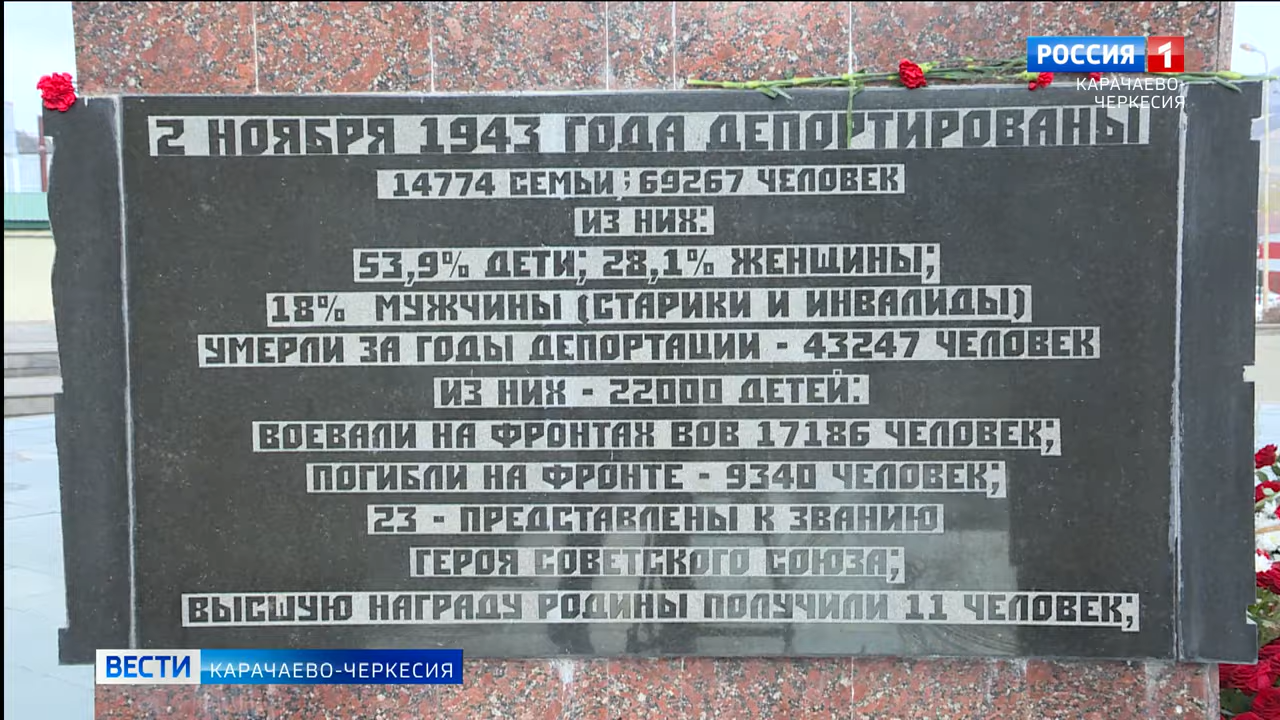 РОССИЯ 1
КАРАЧАЕВО-
ЧЕРКЕСИЯ
2 НОЯБРЯ 1943 ГОДА ДЕПОРТИРОВАНЫ
14774 СЕМЬИ ; 69267 ЧЕЛОВЕК
ИЗ НИХ:
53,9% ДЕТИ; 28,1% ЖЕНЩИНЫ;
18% МУЖЧИНЫ (СТАРИКИ И ИНВАЛИДЫ)
УМЕРЛИ ЗА ГОДЫ ДЕПОРТАЦИИ - 43247 ЧЕЛОВЕК
ИЗ НИХ - 22000 ДЕТЕЙ:
ВОЕВАЛИ НА ФРОНТАХ ВОВ 17186 ЧЕЛОВЕК;
ПОГИБЛИ НА ФРОНТЕ - 9340 ЧЕЛОВЕК;
23 - ПРЕДСТАВЛЕНЫ К ЗВАНИЮ
ГЕРОЯ СОВЕТСКОГО СОЮЗА;
ВЫСШУЮ НАГРАДУ РОДИНЫ ПОЛУЧИЛИ 11 ЧЕЛОВЕК;
ВЕСТИ КАРАЧАЕВО-ЧЕРКЕСИЯ